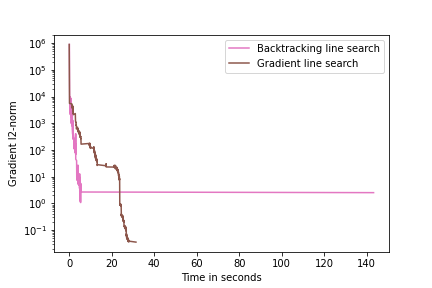 Backtracking line search
Gradient line search
Gradient l2-norm
10⁶
10⁵
10⁴
10³
10²
10¹
10⁰
10⁻¹
0 20 40 60 80 100 120 140
Time in seconds